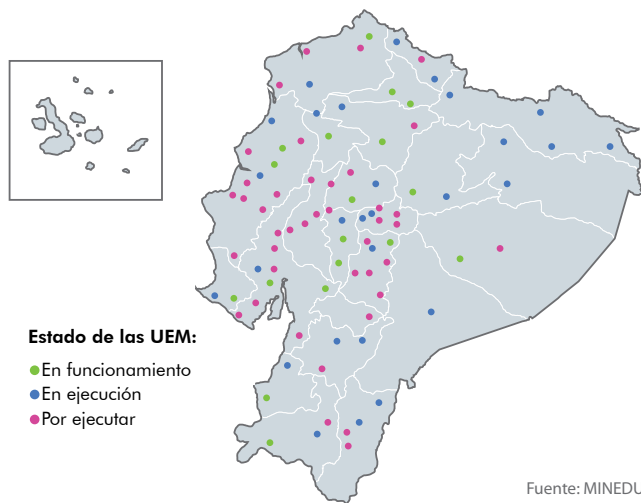 Estado de las UEM:
En funcionamiento
En ejecución
Por ejecutar
Fuente: MINEDU